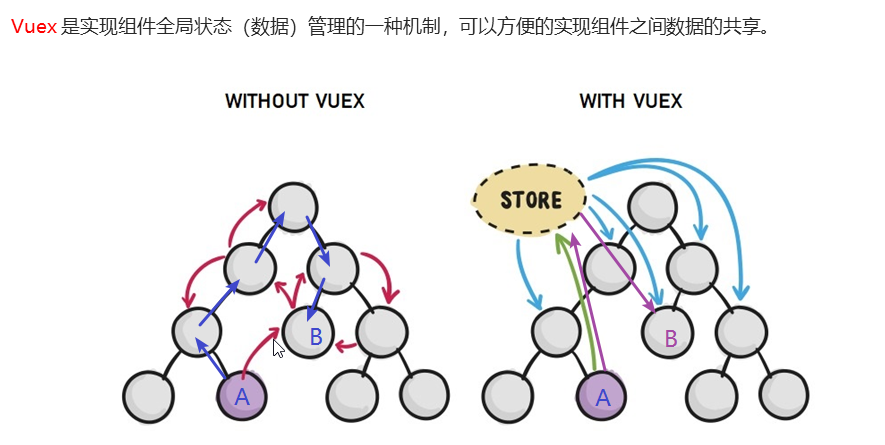 Vuex 是实现组件全局状态（数据）管理的一种机制，可以方便的实现组件之间数据的共享。
WITHOUT VUEX
WITH VUEX
STORE
B
B
A
A